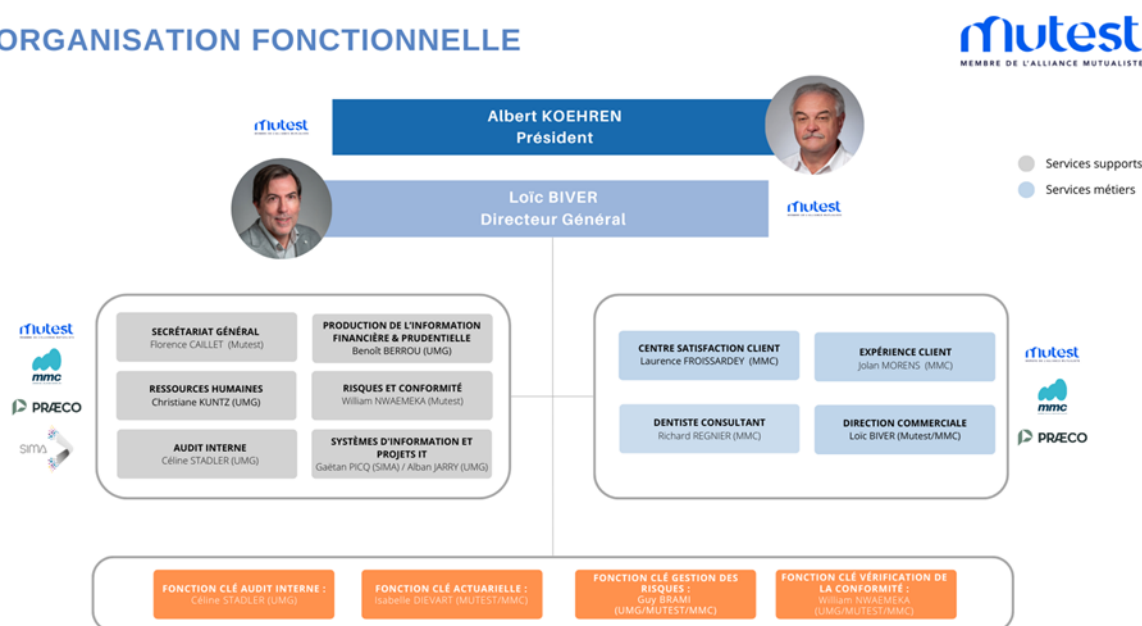 ORGANISATION FONCTIONNELLE
mutest
MEMBRE DE L'ALLIANCE MUTUALISTE
Albert KOEHREN
Président
mutest
Loïc BIVER
Directeur Général
mutest
Services supports
Services métiers
mutest
mmc
PRÆCO
SIMA
SECRÉTARIAT GÉNÉRAL
Florence CAILLET (Mutest)
PRODUCTION DE L'INFORMATION
FINANCIÈRE & PRUDENTIELLE
Benoît BERROU (UMG)
RESSOURCES HUMAINES
Christiane KUNTZ (UMG)
RISQUES ET CONFORMITÉ
William NWAEMEKA (Mutest)
AUDIT INTERNE
Céline STADLER (UMG)
SYSTÈMES D'INFORMATION ET
PROJETS IT
Gaëtan PICQ (SIMA) / Alban JARRY (UMG)
CENTRE SATISFACTION CLIENT
Laurence FROISSARDEY (MMC)
EXPÉRIENCE CLIENT
Jolan MORENS (MMC)
DENTISTE CONSULTANT
Richard REGNIER (MMC)
DIRECTION COMMERCIALE
Loïc BIVER (Mutest/MMC)
mutest
mmc
PRÆCO
FONCTION CLÉ AUDIT INTERNE :
Céline STADLER (UMG)
FONCTION CLÉ ACTUARIELLE :
Isabelle DIEVART (MUTEST/MMC)
FONCTION CLÉ GESTION DES
RISQUES :
Guy BRAMI
(UMG/MUTEST/MMC)
FONCTION CLÉ VÉRIFICATION DE
LA CONFORMITÉ :
William NWAEMEKA
(UMG/MUTEST/MMC)